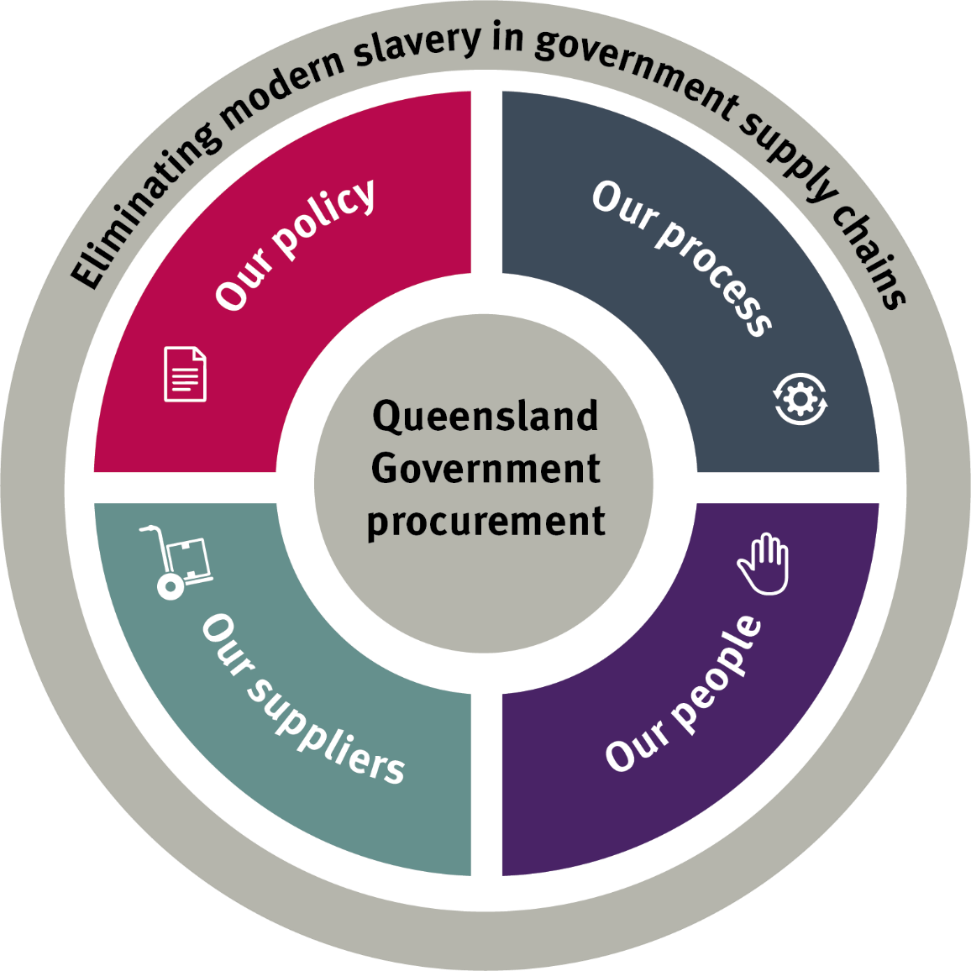 Eliminating modern slavery in government supply chains
Our policy
Our process
Queensland
Government
procurement
Our suppliers
Our people